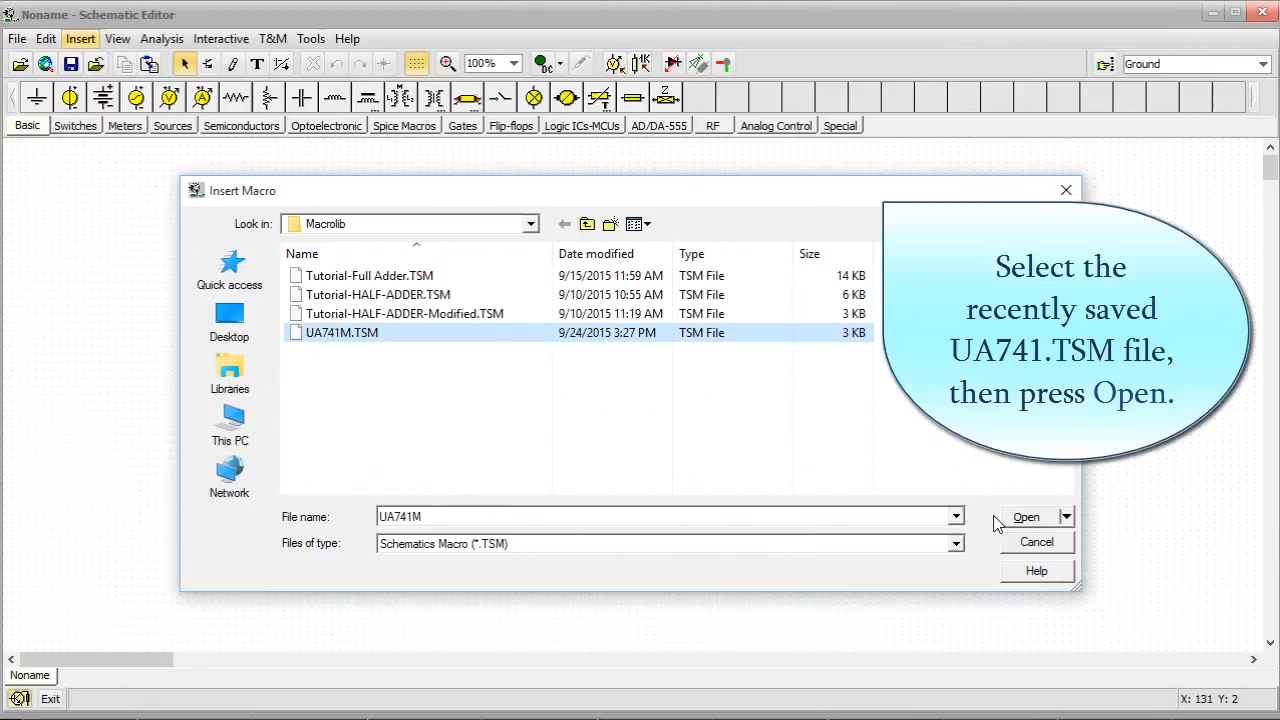 Noname - Schematic Editor
File Edit Insert View Analysis Interactive T&M Tools Help
100% DC Ground
Basic Switches Meters Sources Semiconductors Optoelectronic Spice Macros Gates Flip-flops Logic ICs-MCUs AD/DA-555 RF Analog Control Special
Insert Macro
Look in: Macrolib
Name Date modified Type Size
Tutorial-Full Adder.TSM 9/15/2015 11:59 AM TSM File 14 KB
Tutorial-HALF-ADDER.TSM 9/10/2015 10:55 AM TSM File 6 KB
Tutorial-HALF-ADDER-Modified.TSM 9/10/2015 11:19 AM TSM File 3 KB
UA741M.TSM 9/24/2015 3:27 PM TSM File 3 KB
Quick access
Desktop
Libraries
This PC
Network
Select the
recently saved
UA741.TSM file,
then press Open.
File name: UA741M Open
Files of type: Schematics Macro (*.TSM) Cancel
Help
Noname
Exit X: 131 Y: 2